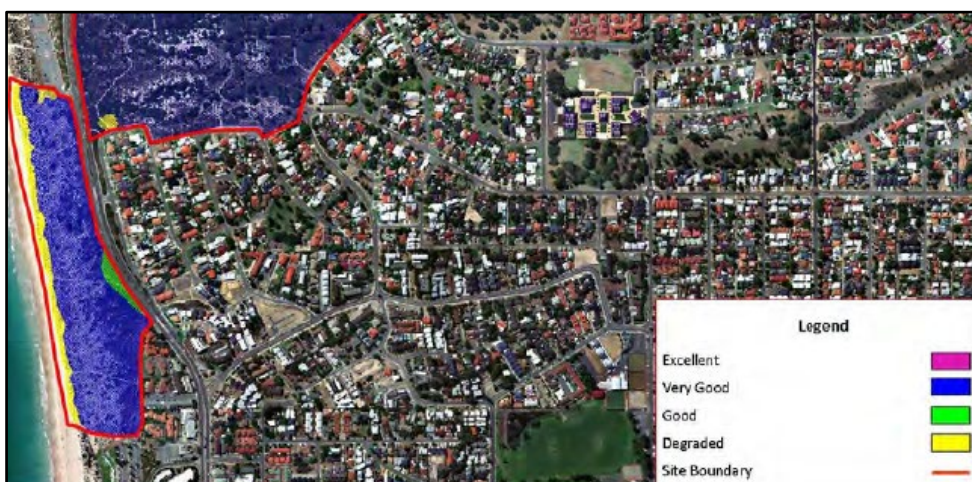 Legend
Excellent
Very Good
Good
Degraded
Site Boundary